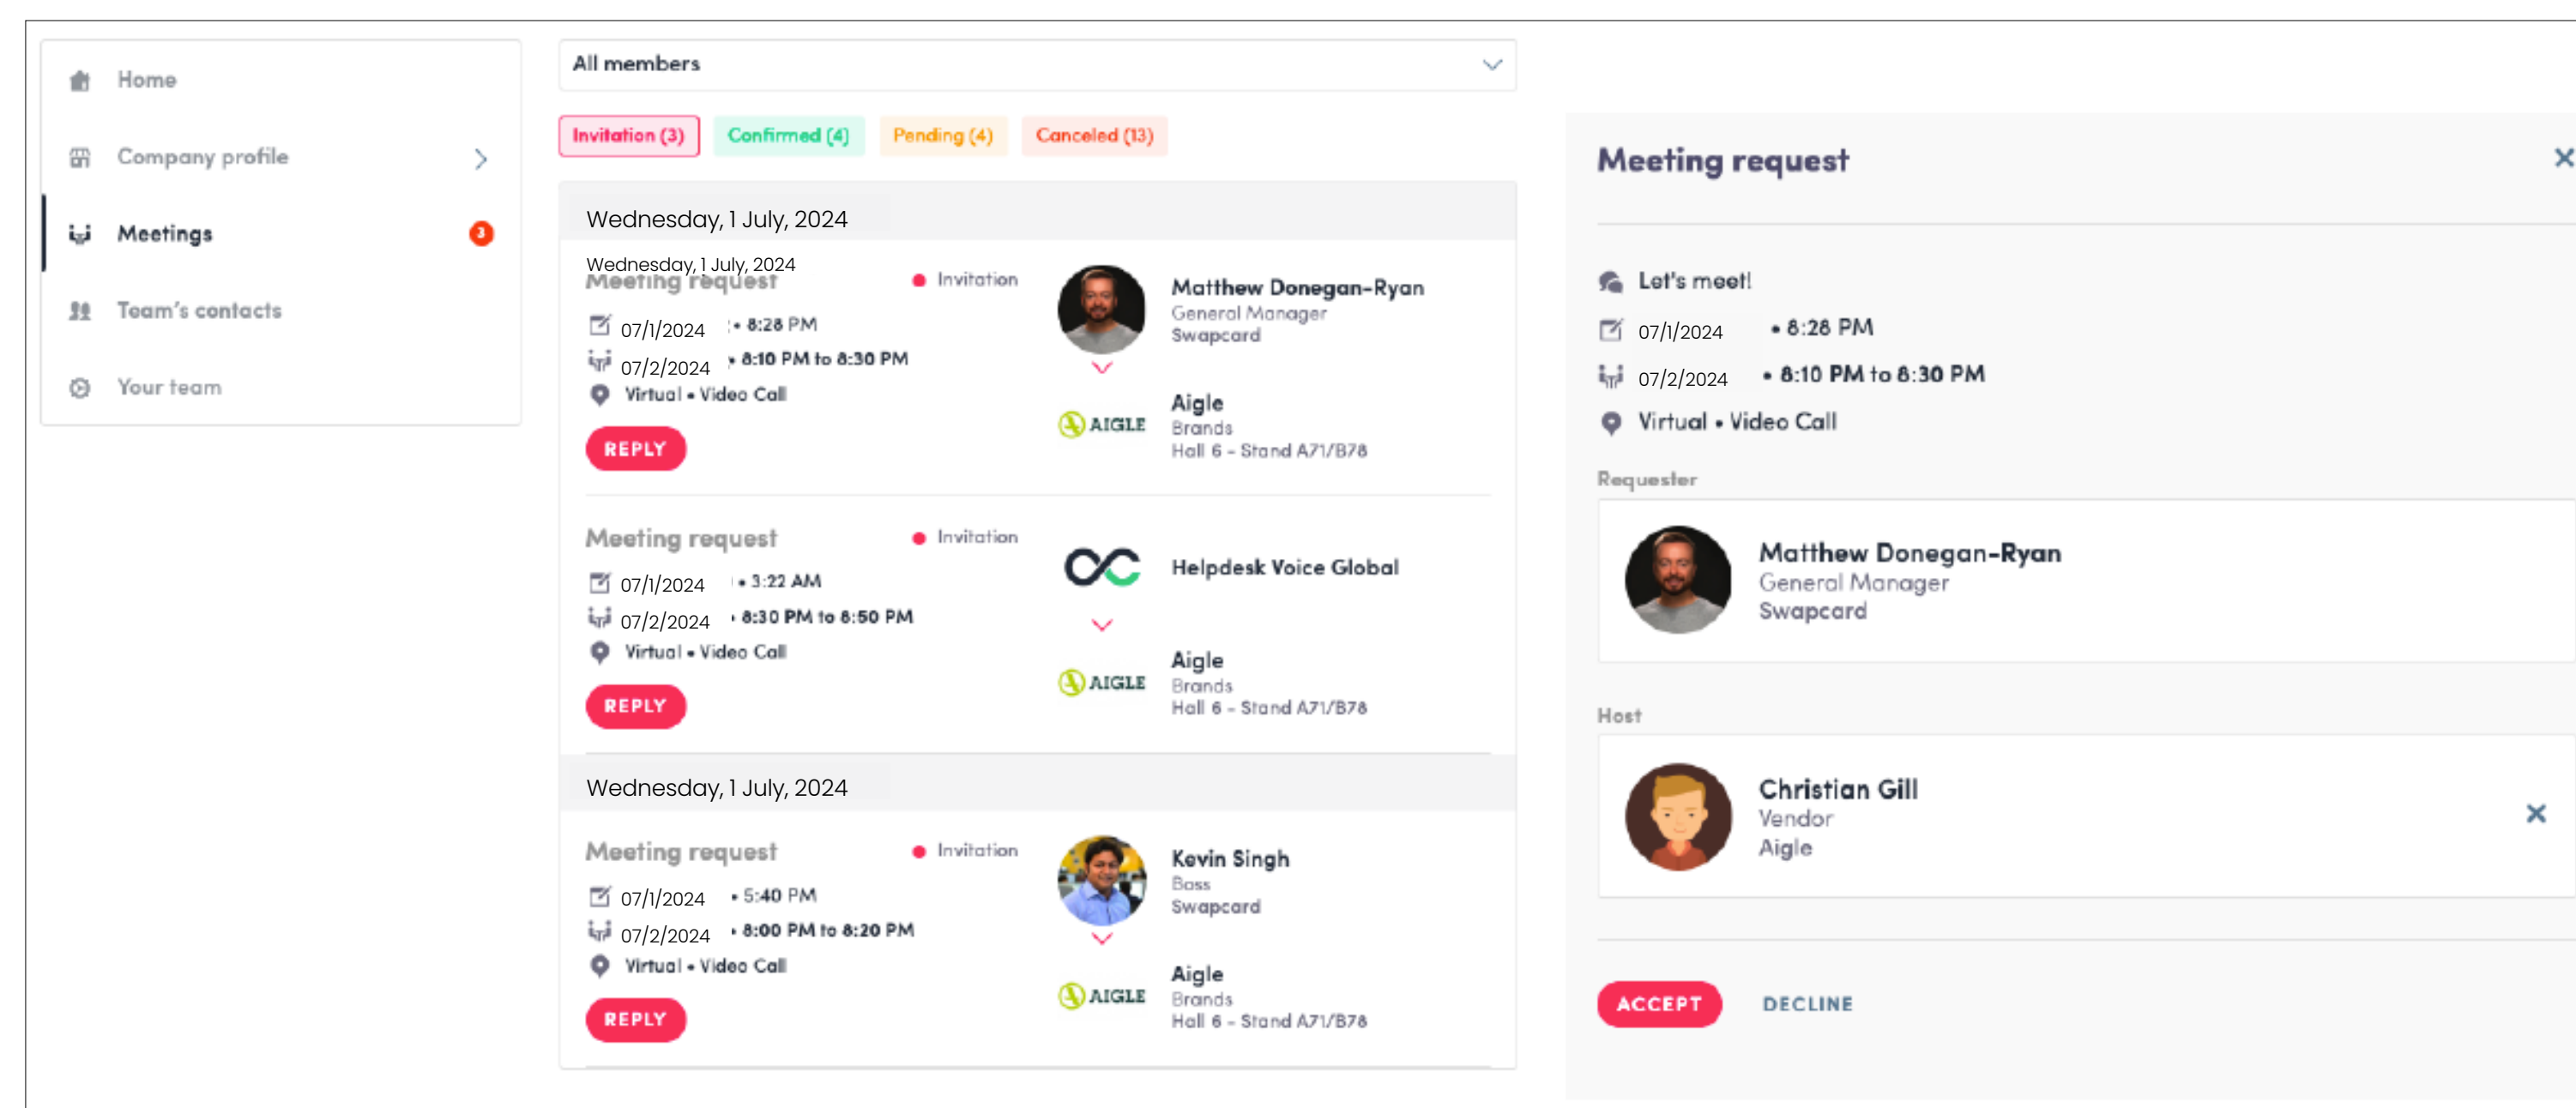 Home
Company profile
Meetings 3
Team's contacts
Your team
All members
Invitation (3) Confirmed (4) Pending (4) Canceled (13)
Wednesday, 1 July, 2024
Wednesday, 1 July, 2024
Meeting request • Invitation
07/1/2024 • 8:28 PM
07/2/2024 • 8:10 PM to 8:30 PM
Virtual • Video Call
REPLY
Matthew Donegan-Ryan
General Manager
Swapcard
AIGLE
Aigle
Brands
Hall 6 - Stand A71/B78
Meeting request • Invitation
07/1/2024 • 3:22 AM
07/2/2024 • 8:30 PM to 8:50 PM
Virtual • Video Call
REPLY
Helpdesk Voice Global
AIGLE
Aigle
Brands
Hall 6 - Stand A71/B78
Wednesday, 1 July, 2024
Meeting request • Invitation
07/1/2024 • 5:40 PM
07/2/2024 • 8:00 PM to 8:20 PM
Virtual • Video Call
REPLY
Kevin Singh
Boss
Swapcard
AIGLE
Aigle
Brands
Hall 6 - Stand A71/B78
Meeting request
Let's meet!
07/1/2024 • 8:28 PM
07/2/2024 • 8:10 PM to 8:30 PM
Virtual • Video Call
Requester
Matthew Donegan-Ryan
General Manager
Swapcard
Host
Christian Gill
Vendor
Aigle
ACCEPT DECLINE